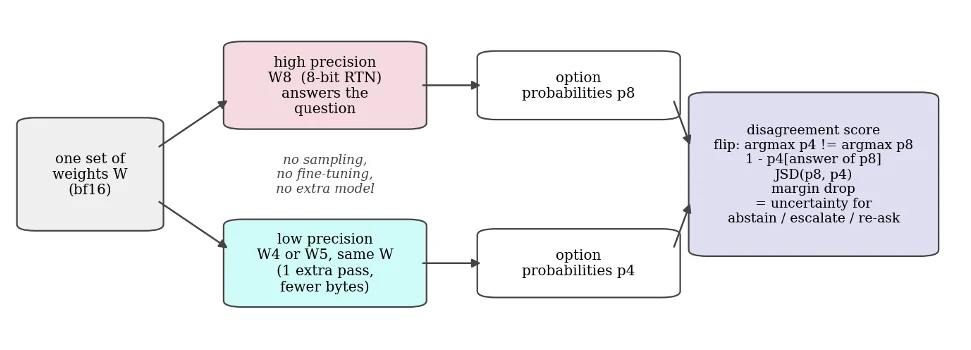 one set of
weights W
(bf16)
high precision
W8  (8-bit RTN)
answers the
question
no sampling,
no fine-tuning,
no extra model
low precision
W4 or W5, same W
(1 extra pass,
fewer bytes)
option
probabilities p8
option
probabilities p4
disagreement score
flip: argmax p4 != argmax p8
1 - p4[answer of p8]
JSD(p8, p4)
margin drop
= uncertainty for
abstain / escalate / re-ask